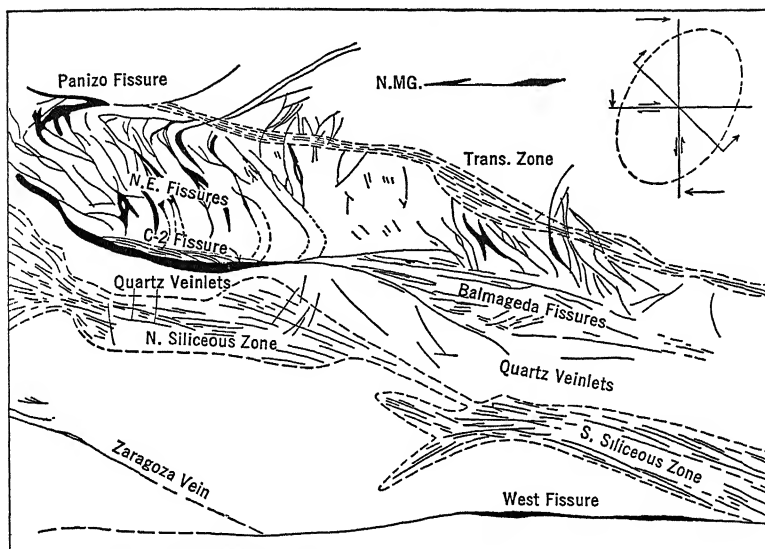 Panizo Fissure
N.MG.
Trans. Zone
N.E. Fissures
C-2 Fissure
Quartz Veinlets
Balmageda Fissures
N. Siliceous Zone
Quartz Veinlets
S. Siliceous Zone
Zaragoza Vein
West Fissure